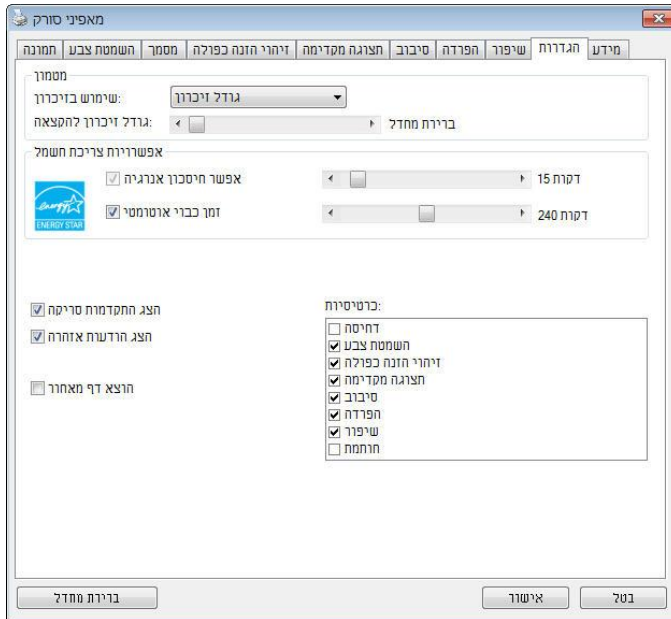 מאפיני סורק
תמונה השמטת צבע מסמך זיהוי הזנה כפולה תצוגה מקדימה סיבוב הפרדה שיפור הגדרות מידע
מטמון
שימוש בזיכרון: גודל זיכרון
גודל זיכרון להקצאה: ברירת מחדל
אפשרויות צריכת חשמל
אפשר חיסכון אנרגיה 15 דקות
זמן כבוי אוטומטי 240 דקות
energy
ENERGY STAR
הצג התקדמות סריקה
הצג הודעות אזהרה
הוצא דף מאחור
כרטיסיות:
דחיסה
השמטת צבע
זיהוי הזנה כפולה
תצוגה מקדימה
סיבוב
הפרדה
שיפור
חותמת
ברירת מחדל אישור בטל